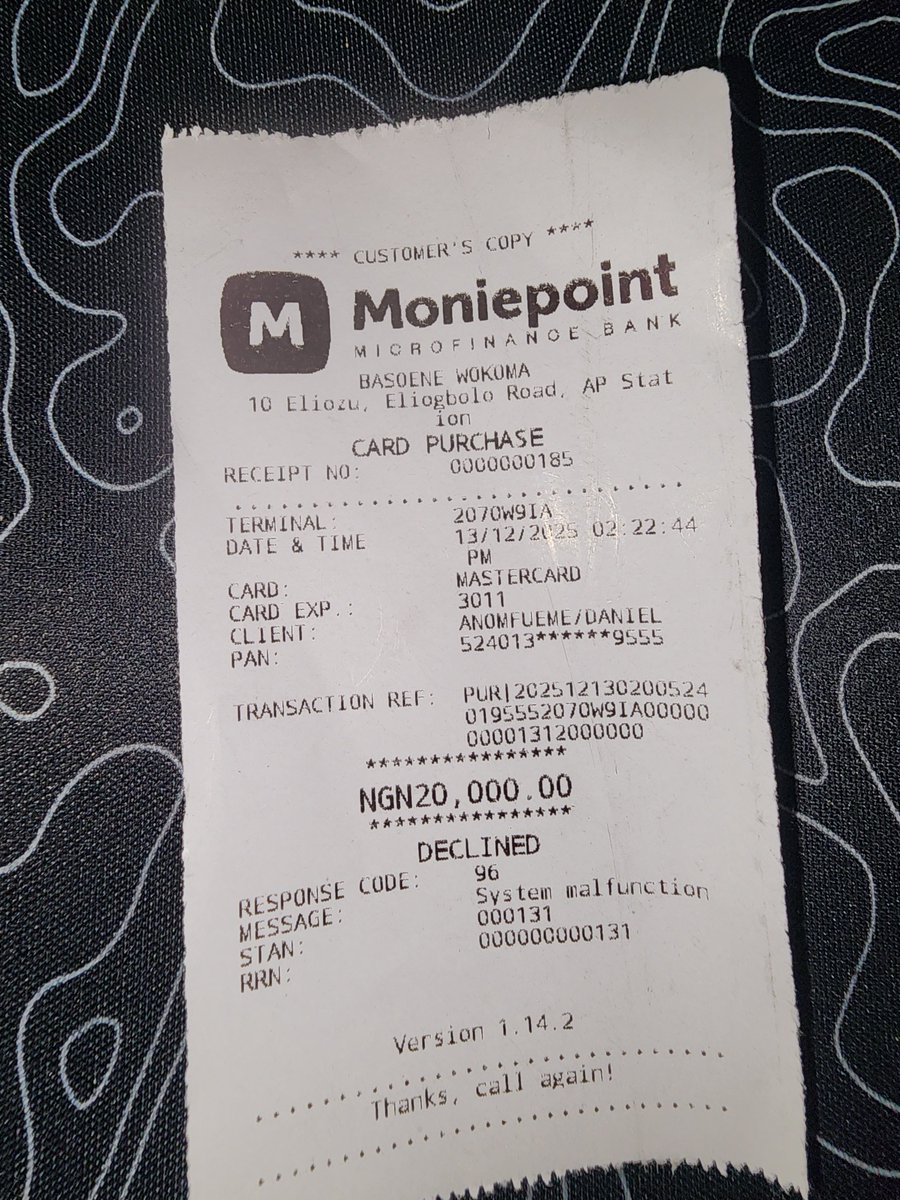 **** CUSTOMER'S COPY ****
M Moniepoint
MICROFINANCE BANK
BASOENE WOKOMA
10 Eliozu, Eliogbolo Road, AP Stat
ion
CARD PURCHASE
RECEIPT NO: 0000000185
TERMINAL: 2070W9IA
DATE & TIME 13/12/2025 02:22:44
PM
CARD: MASTERCARD
CARD EXP.: 3011
CLIENT: ANOMFUEME/DANIEL
PAN: 524013******9555
TRANSACTION REF: PUR|202512130200524
0195552070W9IA00000
00001312000000
***************
NGN20,000.00
***************
DECLINED
RESPONSE CODE: 96
MESSAGE: System malfunction
STAN: 000131
RRN: 000000000131
Version 1.14.2
Thanks, call again!